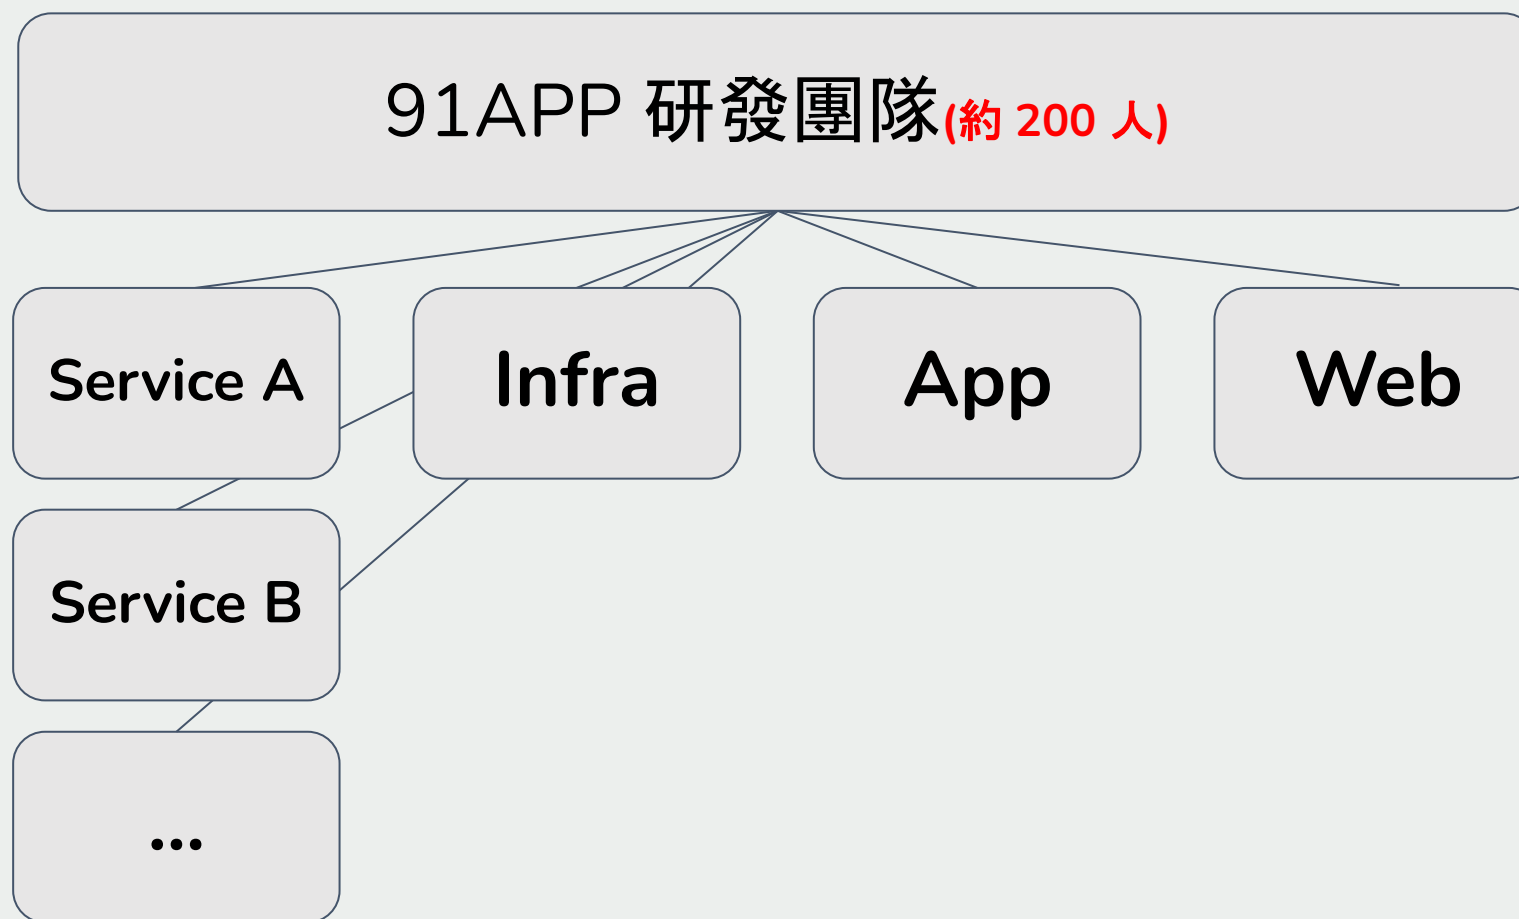 91APP 研發團隊(約 200 人)
Service A
Infra
App
Web
Service B
...